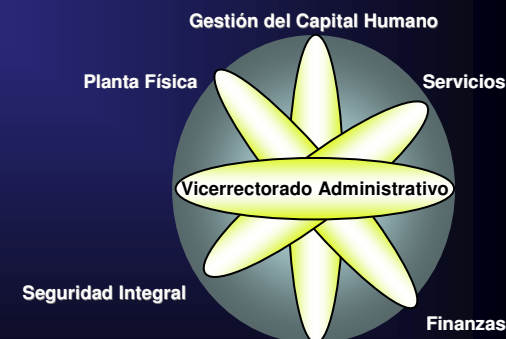 Gestión del Capital Humano
Planta Física
Servicios
Vicerrectorado Administrativo
Seguridad Integral
Finanzas